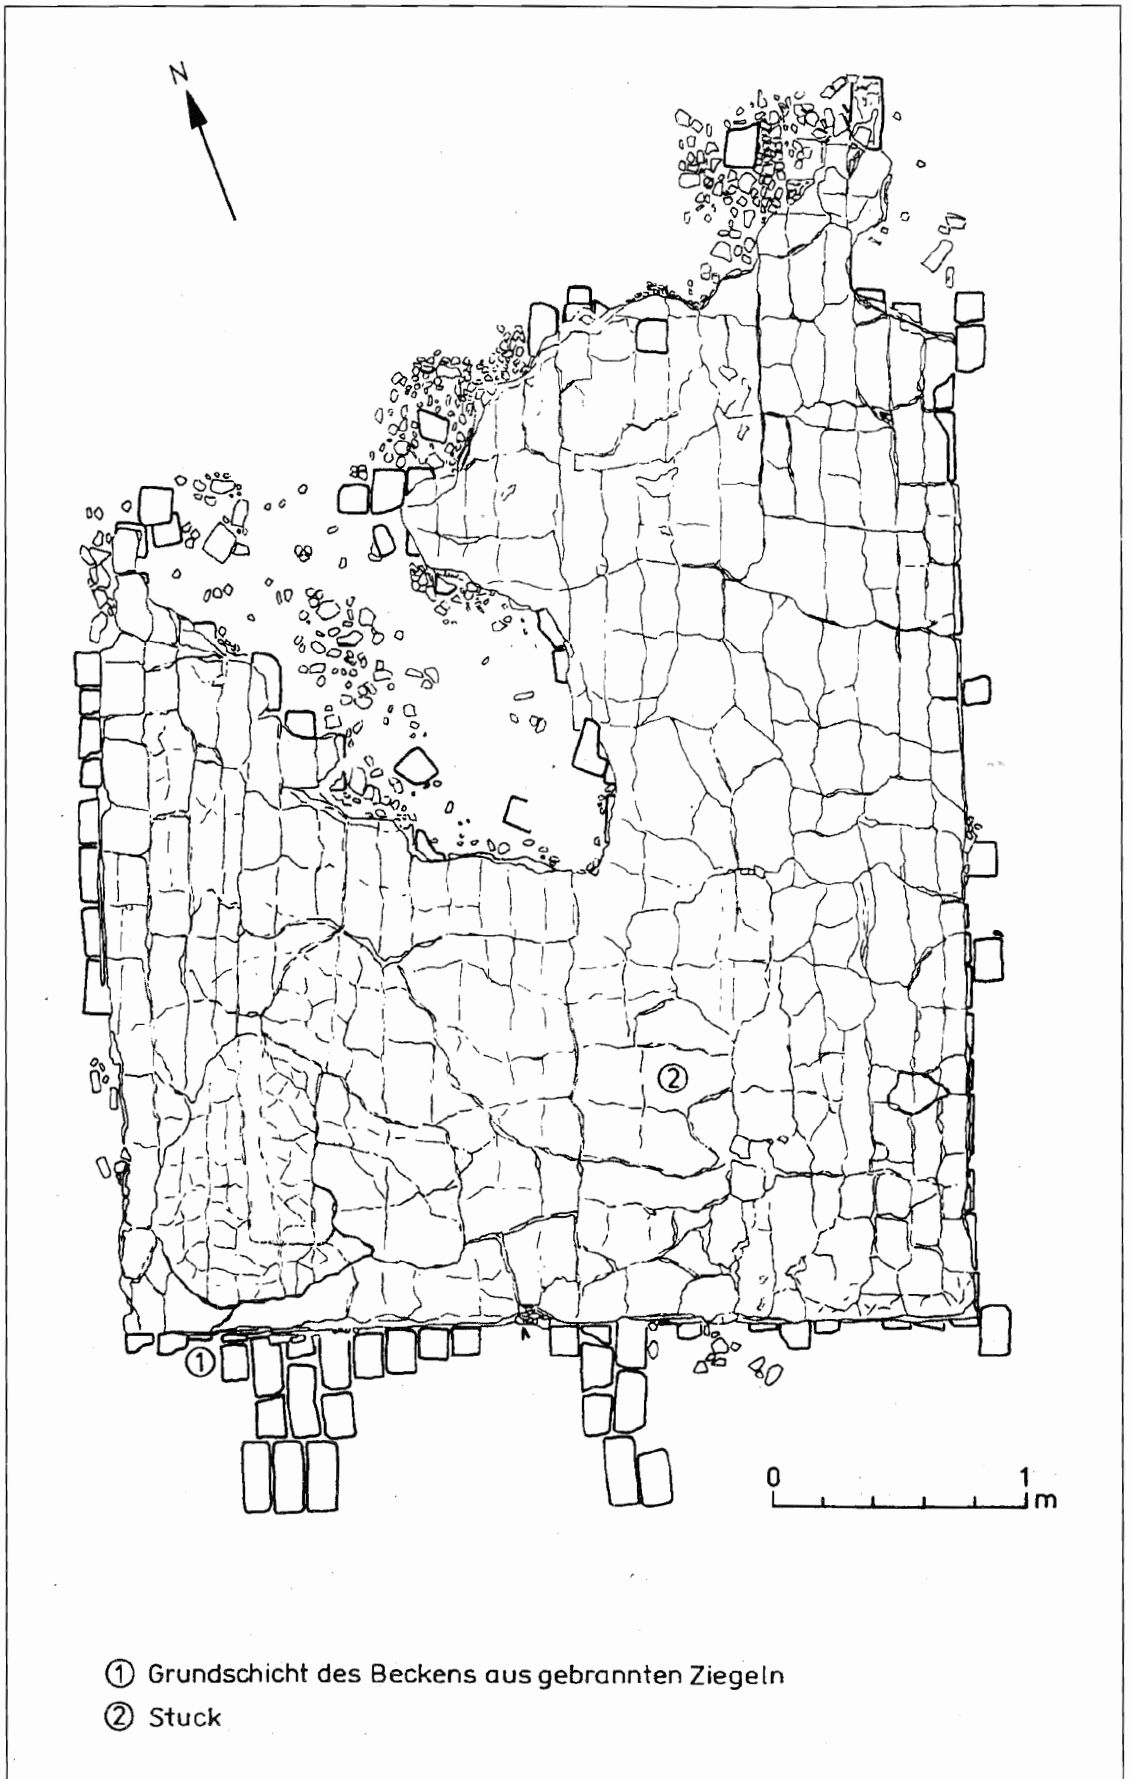 N
②
①
0 1
m
① Grundschicht des Beckens aus gebrannten Ziegeln
② Stuck